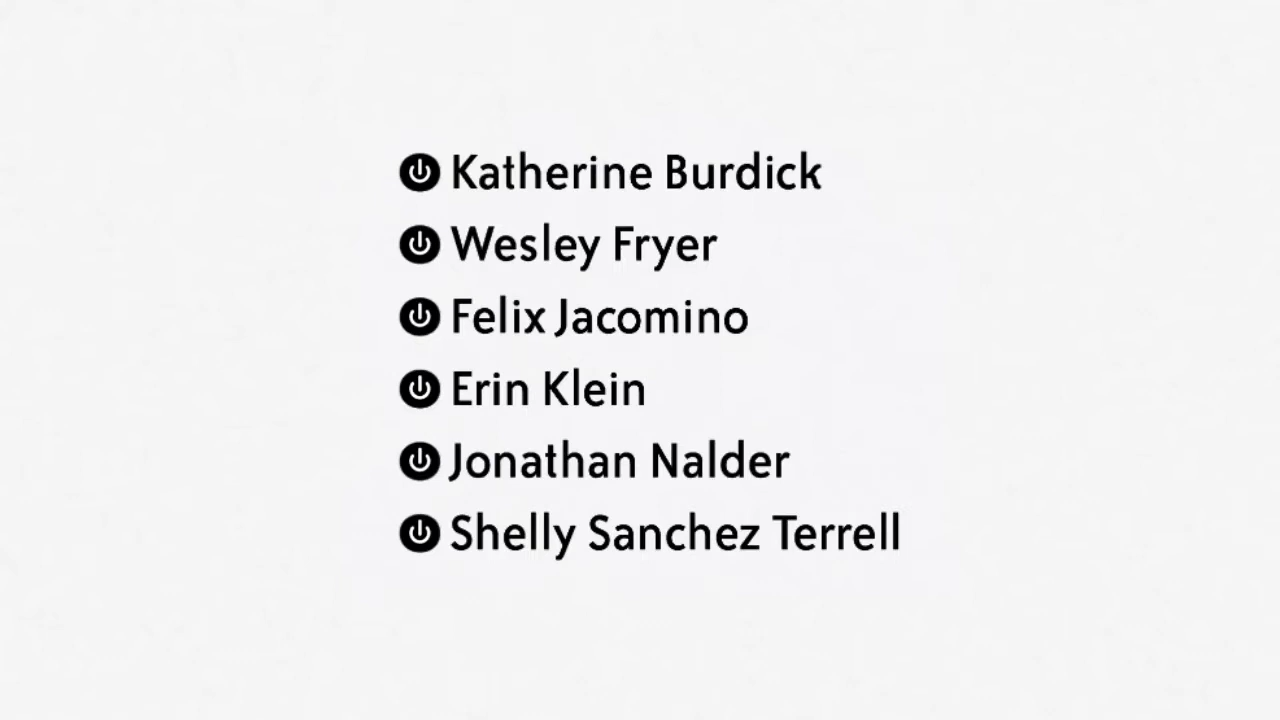 Katherine Burdick
Wesley Fryer
Felix Jacomino
Erin Klein
Jonathan Nalder
Shelly Sanchez Terrell